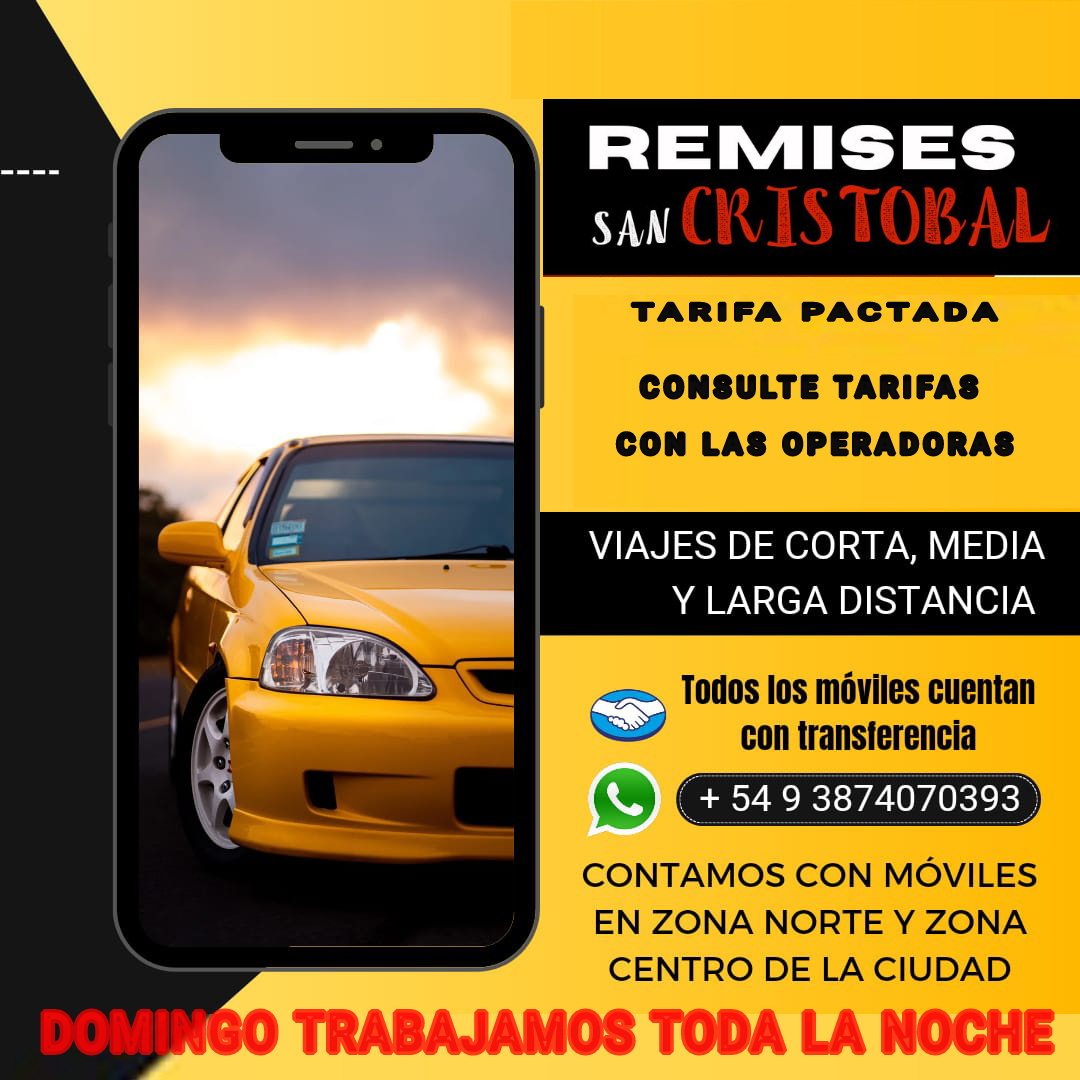 REMISES
SAN CRISTOBAL
TARIFA PACTADA
CONSULTE TARIFAS
CON LAS OPERADORAS
VIAJES DE CORTA, MEDIA
Y LARGA DISTANCIA
Todos los móviles cuentan
con transferencia
+ 54 9 3874070393
CONTAMOS CON MÓVILES
EN ZONA NORTE Y ZONA
CENTRO DE LA CIUDAD
DOMINGO TRABAJAMOS TODA LA NOCHE